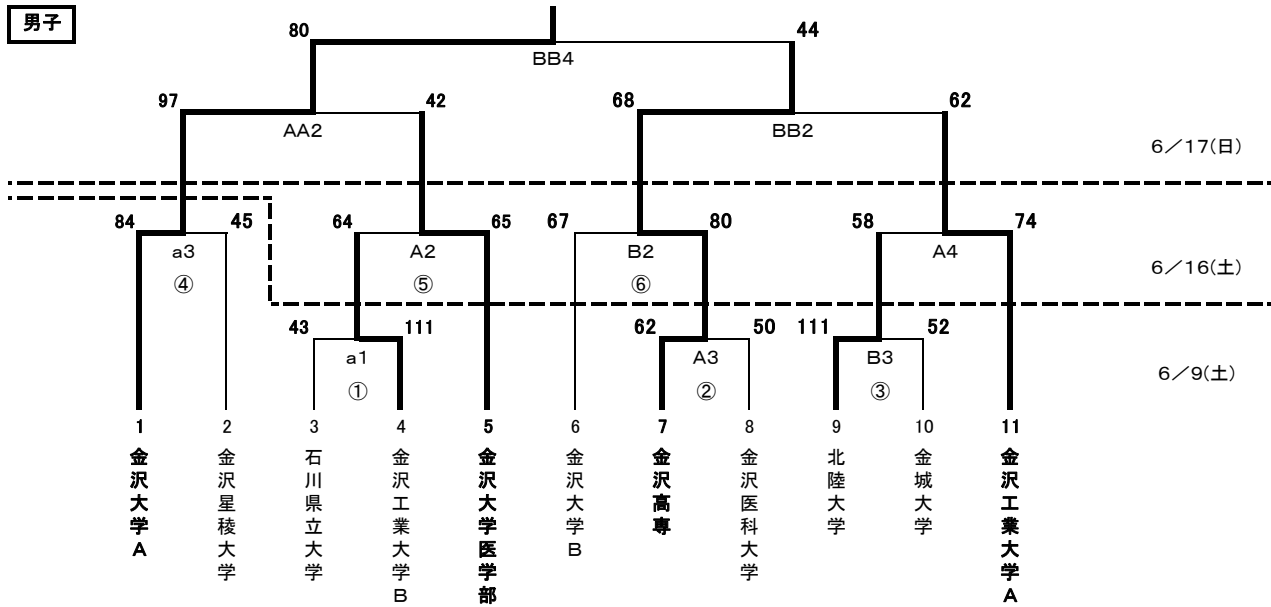 男子
80
44
BB4
97
42
68
62
AA2
BB2
6／17(日)
84
45
64
65
67
80
58
74
a3
A2
B2
A4
6／16(土)
④
⑤
⑥
43
111
62
50
111
52
a1
A3
B3
6／9(土)
①
②
③
1
2
3
4
5
6
7
8
9
10
11
金沢大学A
金沢星稜大学
石川県立大学
金沢工業大学B
金沢大学医学部
金沢大学B
金沢高専
金沢医科大学
北陸大学
金城大学
金沢工業大学A